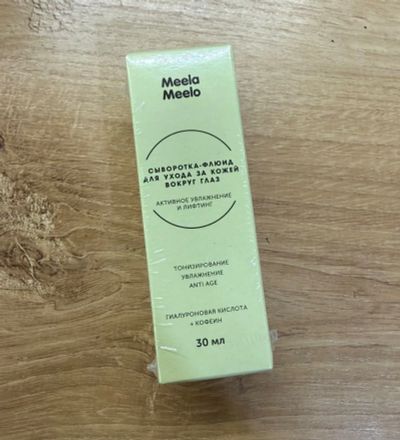 Meela
Meelo
СЫВОРОТКА-ФЛЮИД
ДЛЯ УХОДА ЗА КОЖЕЙ
ВОКРУГ ГЛАЗ
АКТИВНОЕ УВЛАЖНЕНИЕ
И ЛИФТИНГ
ТОНИЗИРОВАНИЕ
УВЛАЖНЕНИЕ
ANTI AGE
ГИАЛУРОНОВАЯ КИСЛОТА
+ КОФЕИН
30 МЛ